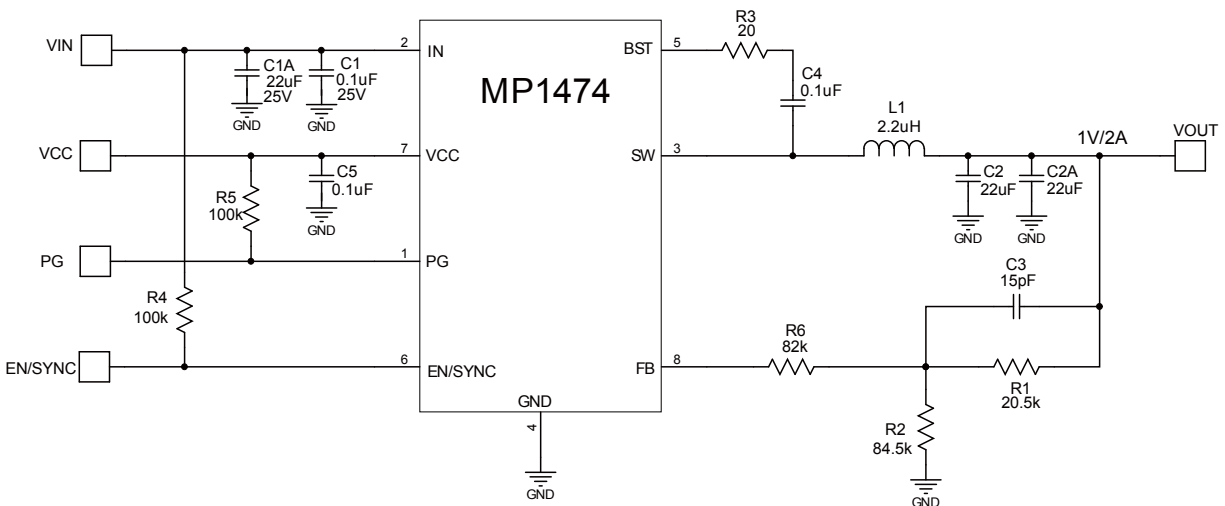 VIN
2
IN
C1A
22uF
25V
GND
C1
0.1uF
25V
GND
MP1474
BST
5
R3
20
C4
0.1uF
VCC
7
VCC
C5
0.1uF
GND
R5
100k
SW
3
L1
2.2uH
1V/2A
VOUT
C2
22uF
GND
C2A
22uF
GND
PG
1
PG
R4
100k
C3
15pF
EN/SYNC
6
EN/SYNC
FB
8
R6
82k
R1
20.5k
GND
4
GND
R2
84.5k
GND